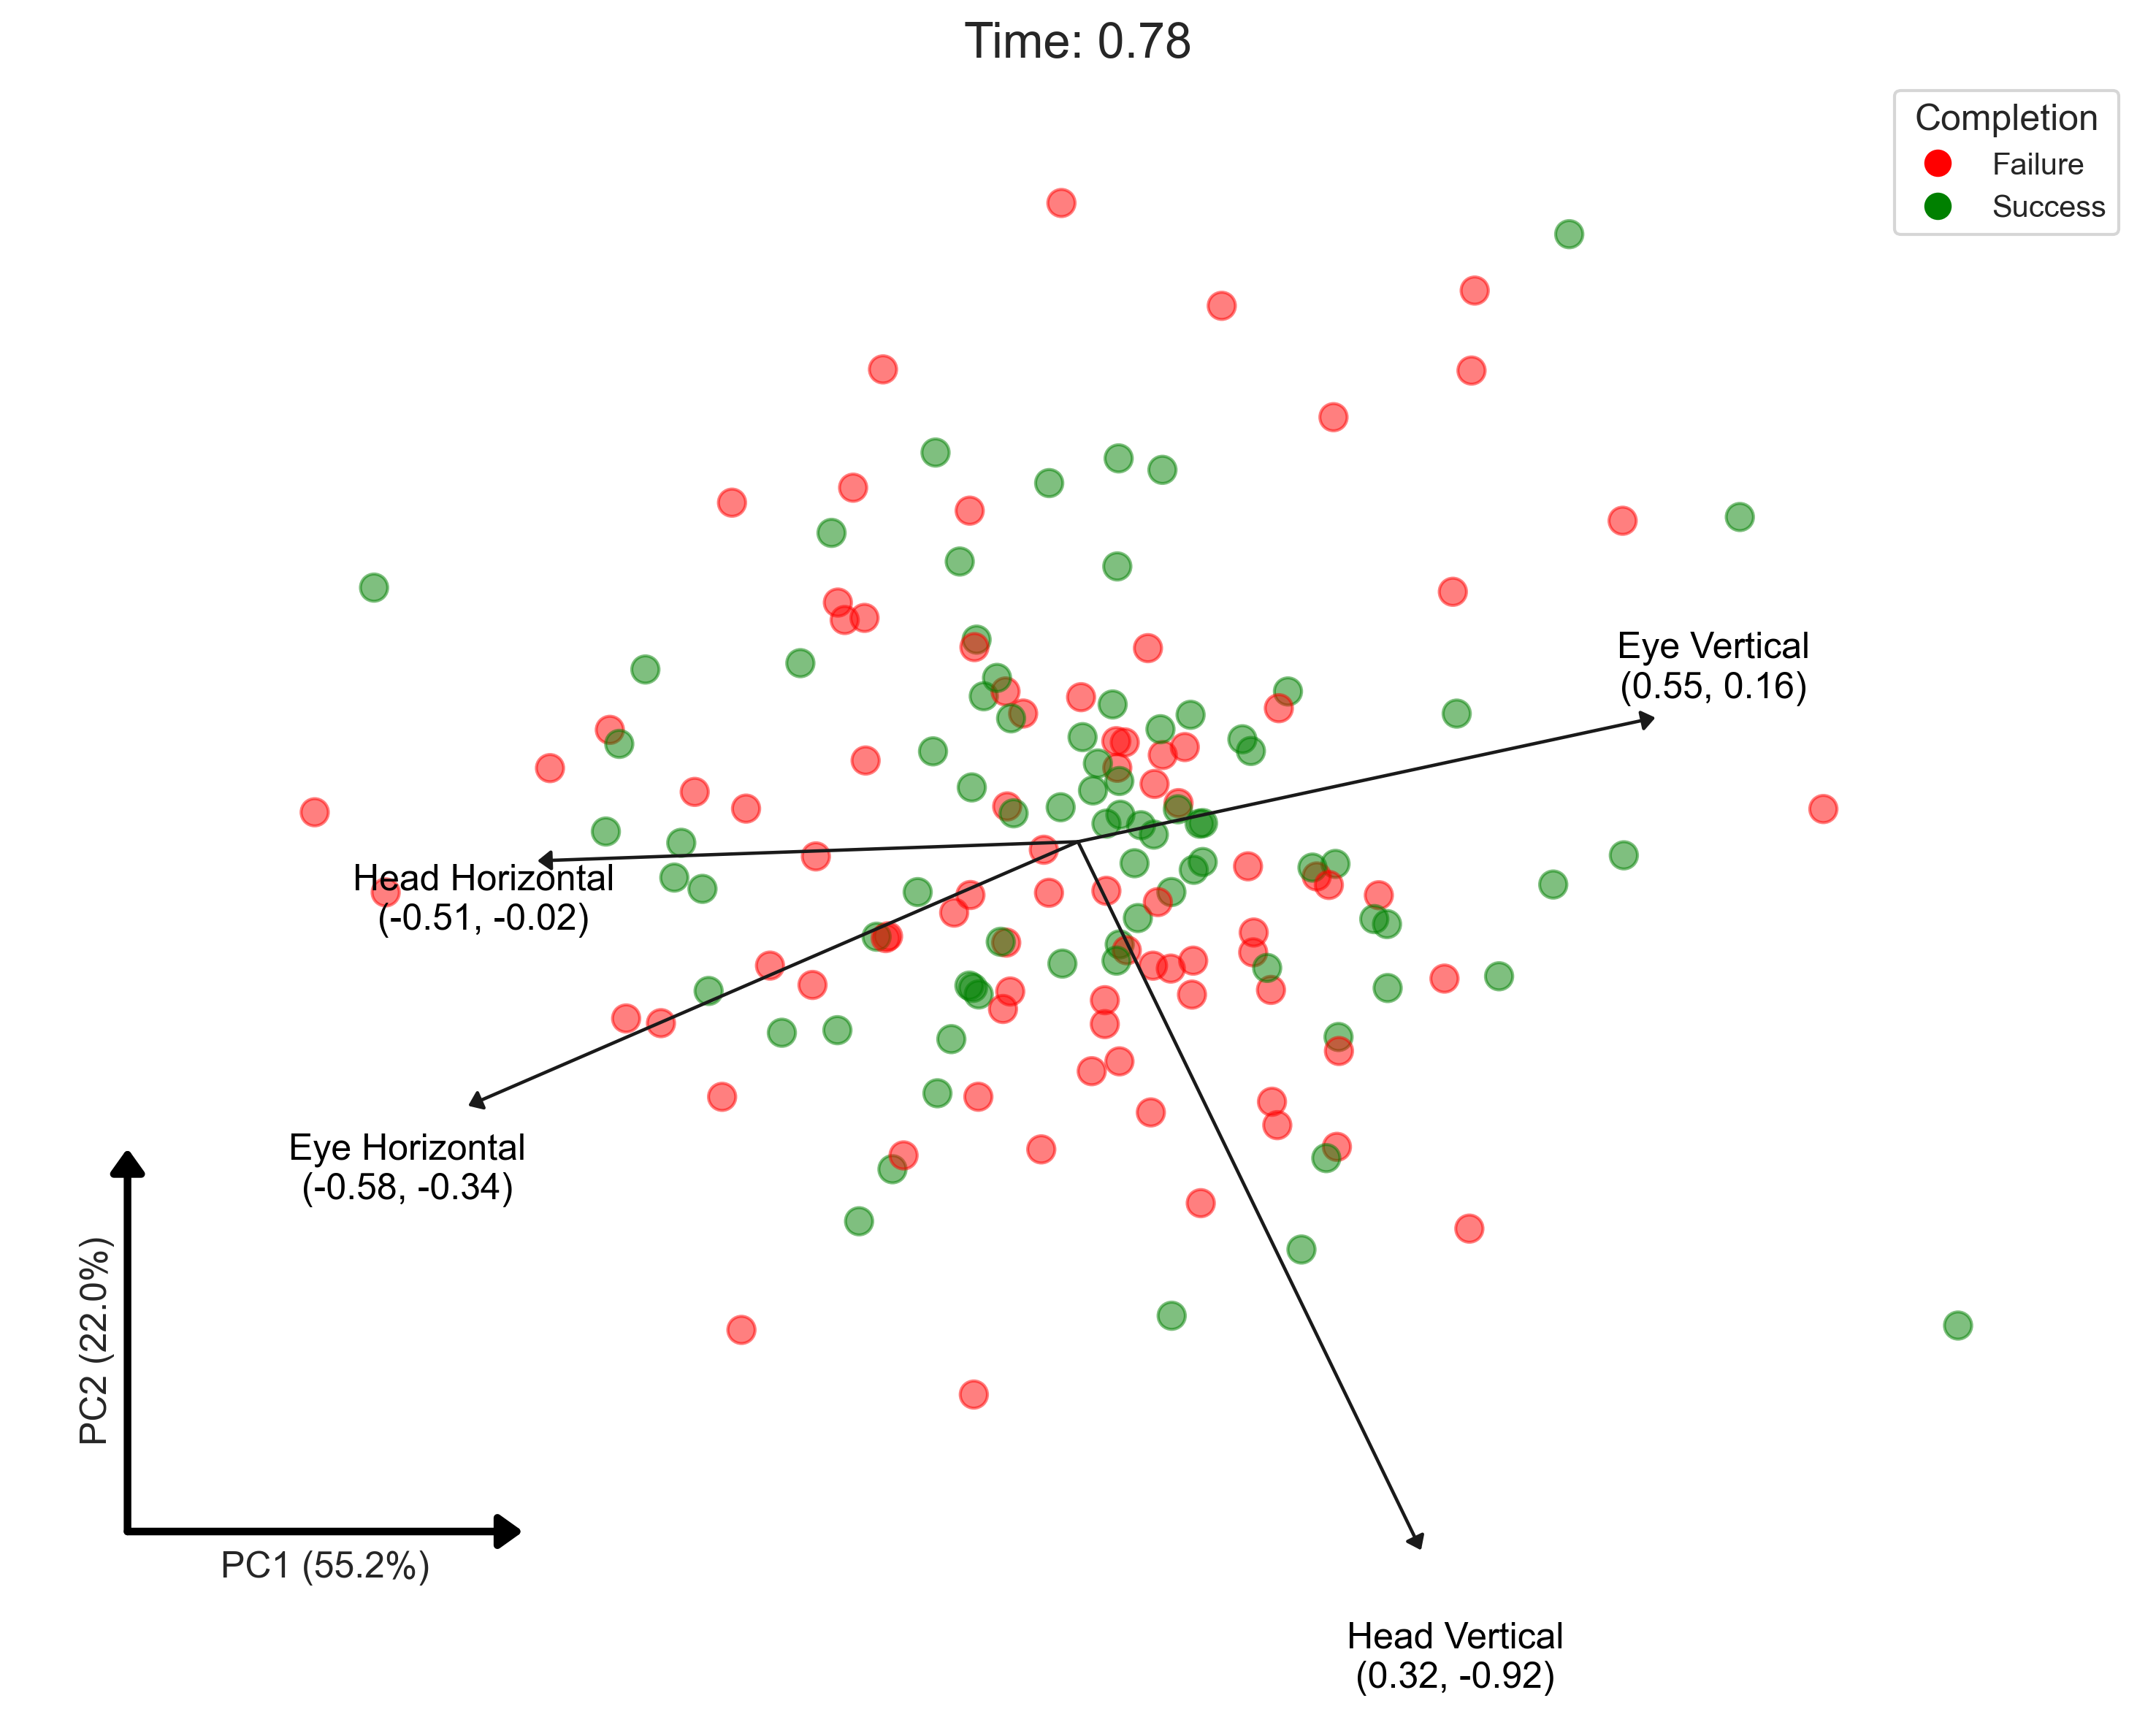 Time: 0.78
Completion
Failure
Success
Eye Vertical
(0.55, 0.16)
Head Horizontal
(-0.51, -0.02)
Eye Horizontal
(-0.58, -0.34)
PC2 (22.0%)
PC1 (55.2%)
Head Vertical
(0.32, -0.92)